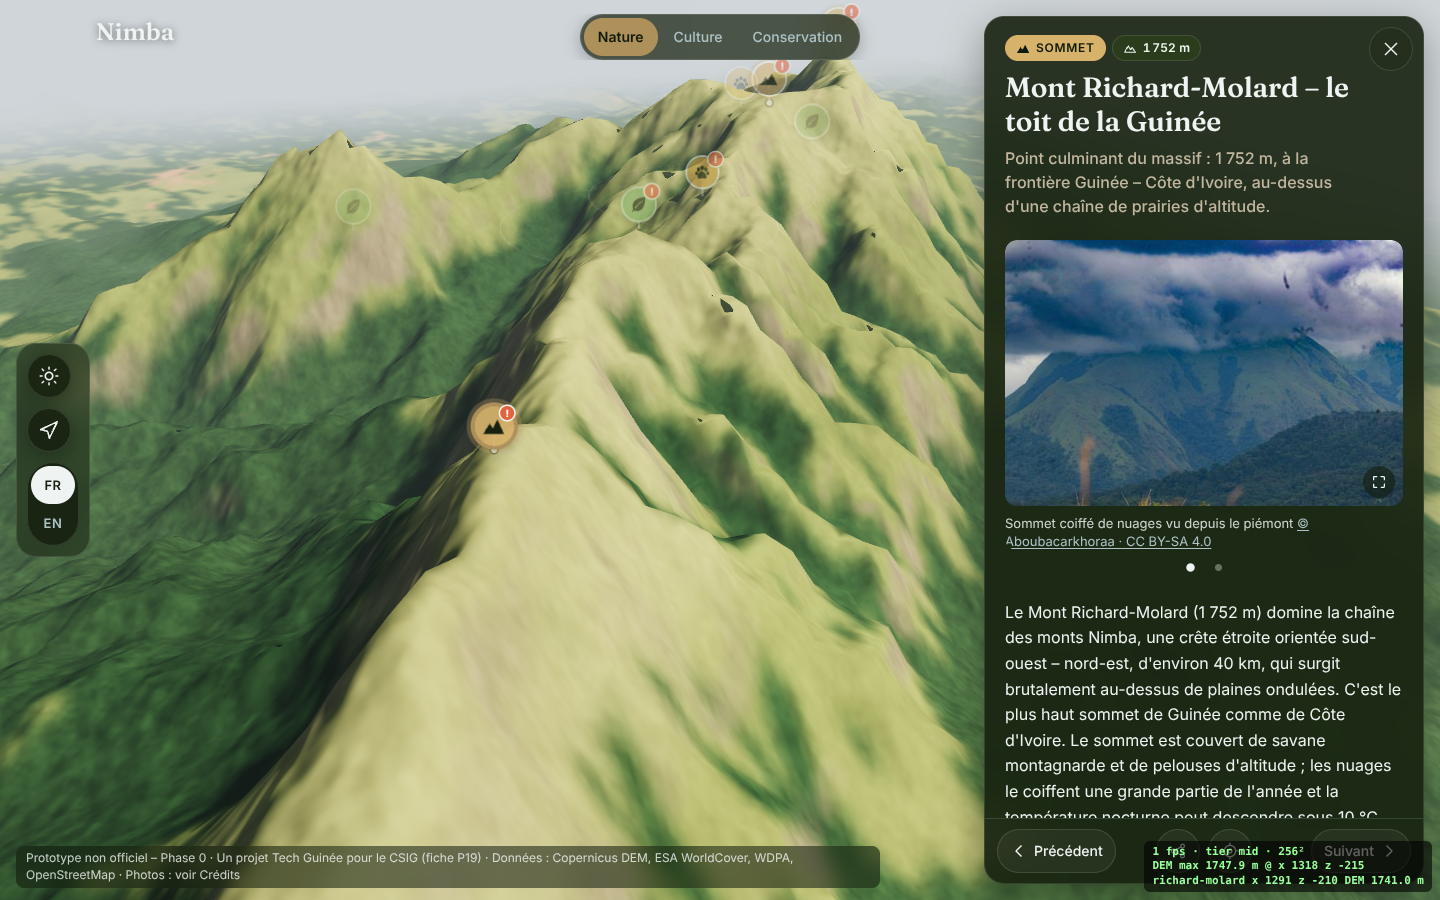 Nimba
Nature
Culture
Conservation
SOMMET
1 752 m
Mont Richard-Molard – le
toit de la Guinée
Point culminant du massif : 1 752 m, à la
frontière Guinée – Côte d'Ivoire, au-dessus
d'une chaîne de prairies d'altitude.
Sommet coiffé de nuages vu depuis le piémont ©
Aboubacarkhoraa · CC BY-SA 4.0
Le Mont Richard-Molard (1 752 m) domine la chaîne
des monts Nimba, une crête étroite orientée sud-
ouest – nord-est, d'environ 40 km, qui surgit
brutalement au-dessus de plaines ondulées. C'est le
plus haut sommet de Guinée comme de Côte
d'Ivoire. Le sommet est couvert de savane
montagnarde et de pelouses d'altitude ; les nuages
le coiffent une grande partie de l'année et la
température nocturne peut descendre sous 10 °C.
Précédent
Suivant
FR
EN
Prototype non officiel – Phase 0 · Un projet Tech Guinée pour le CSIG (fiche P19) · Données : Copernicus DEM, ESA WorldCover, WDPA,
OpenStreetMap · Photos : voir Crédits
1 fps · tier mid · 256²
DEM max 1747.9 m @ x 1318 z -215
richard-molard x 1291 z -210 DEM 1741.0 m